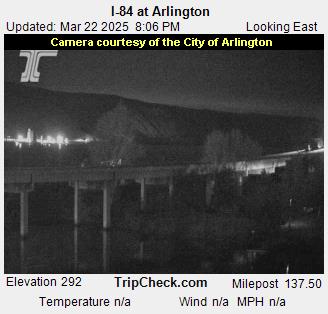 I-84 at Arlington
Updated: Mar 22 2025 8:06 PM Looking East
Camera courtesy of the City of Arlington
Elevation 292 TripCheck.com Milepost 137.50
Temperature n/a Wind n/a MPH n/a